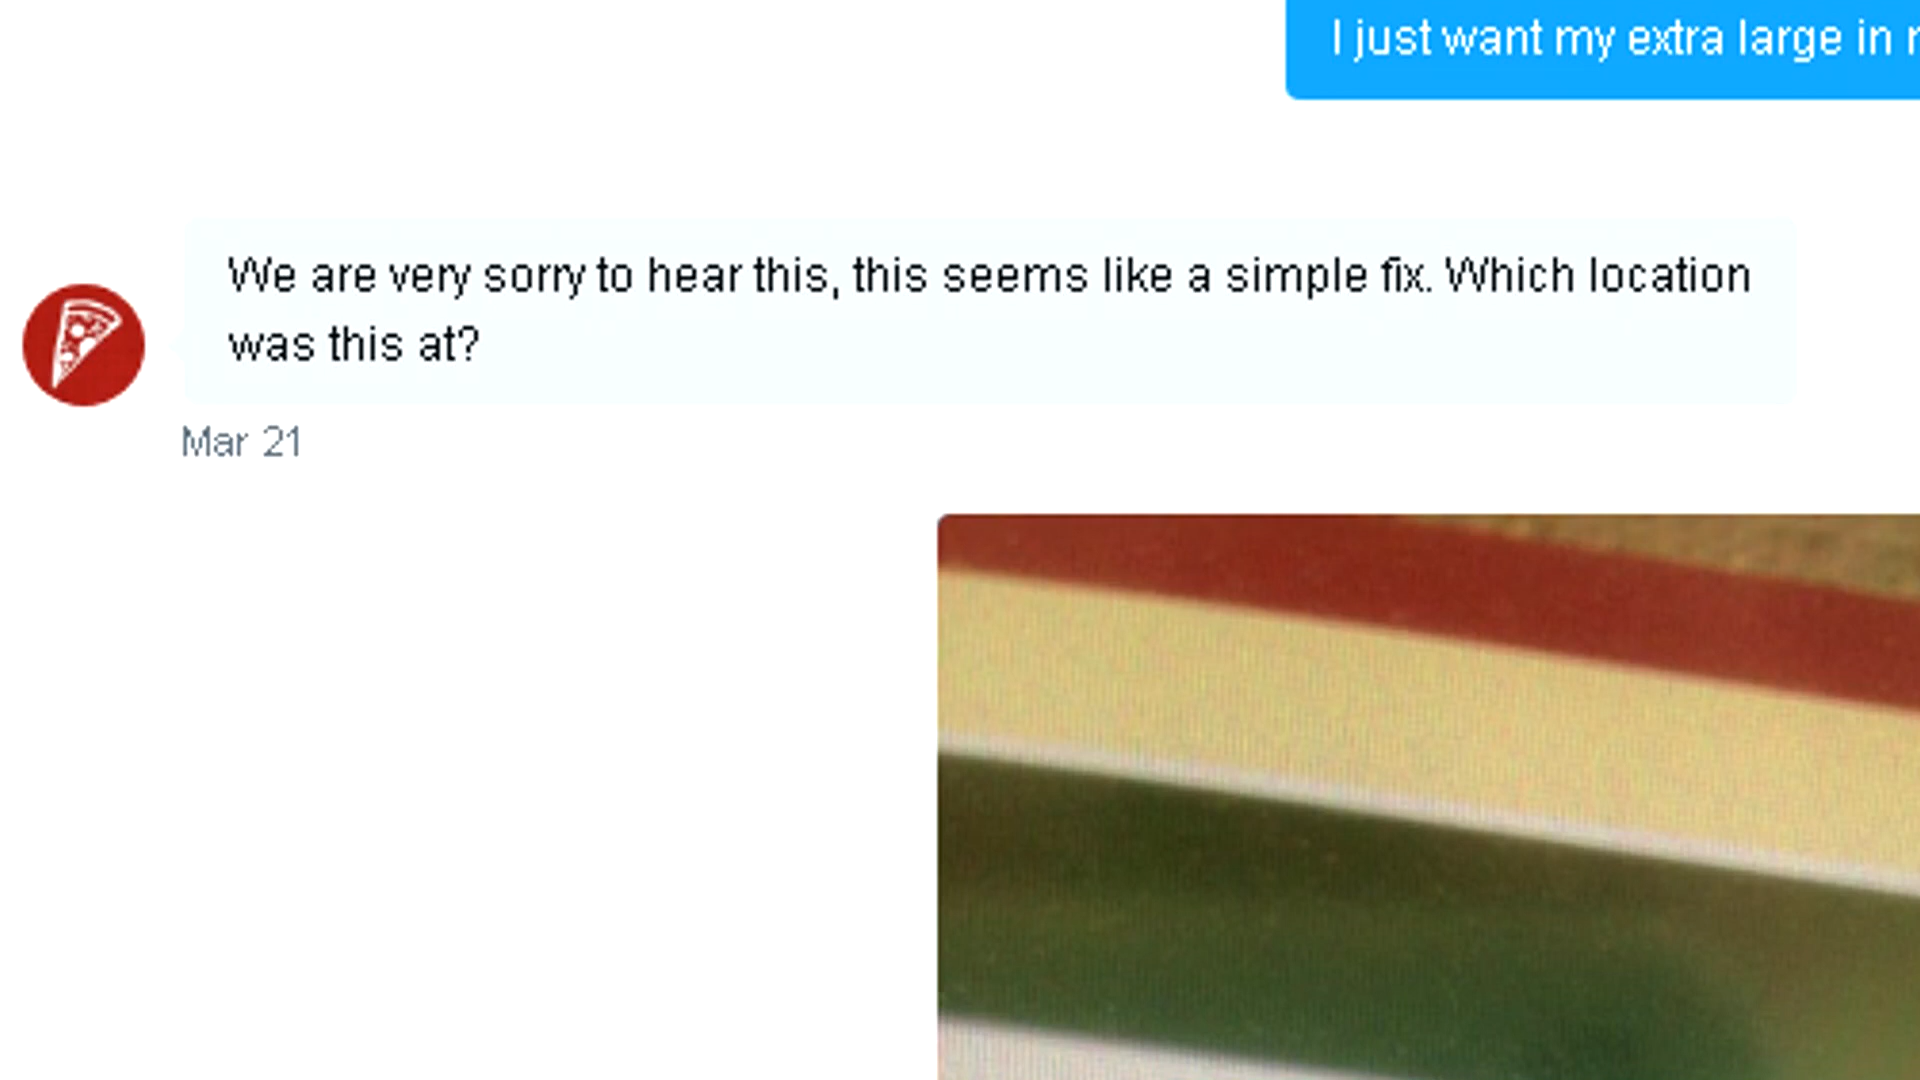 I just want my extra large in
We are very sorry to hear this, this seems like a simple fix. Which location
was this at?
Mar 21